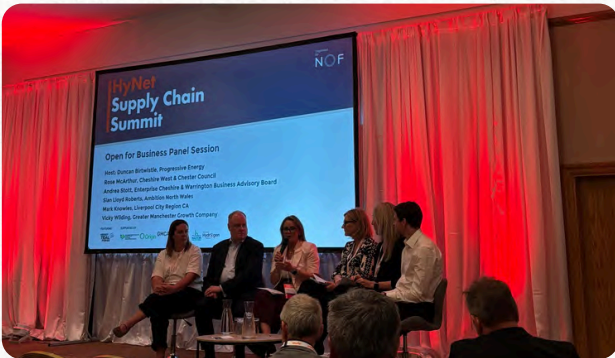 NOF
HyNet
Supply Chain
Summit
Open for Business Panel Session
Host: Duncan Birtwistle, Progressive Energy
Rose McArthur, Cheshire West & Chester Council
Andrea Stott, Enterprise Cheshire & Warrington Business Advisory Board
Sian Lloyd Roberts, Ambition North Wales
Mark Knowles, Liverpool City Region CA
Vicky Wilding, Greater Manchester Growth Company